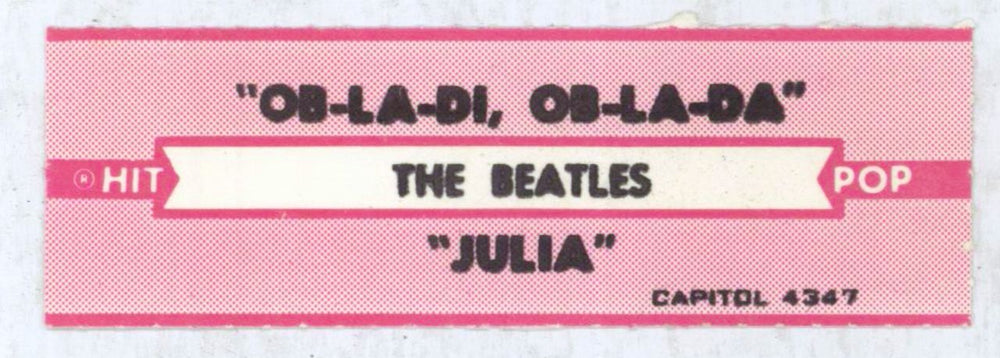 "OB-LA-DI, OB-LA-DA"
® HIT THE BEATLES POP
"JULIA"
CAPITOL 4347